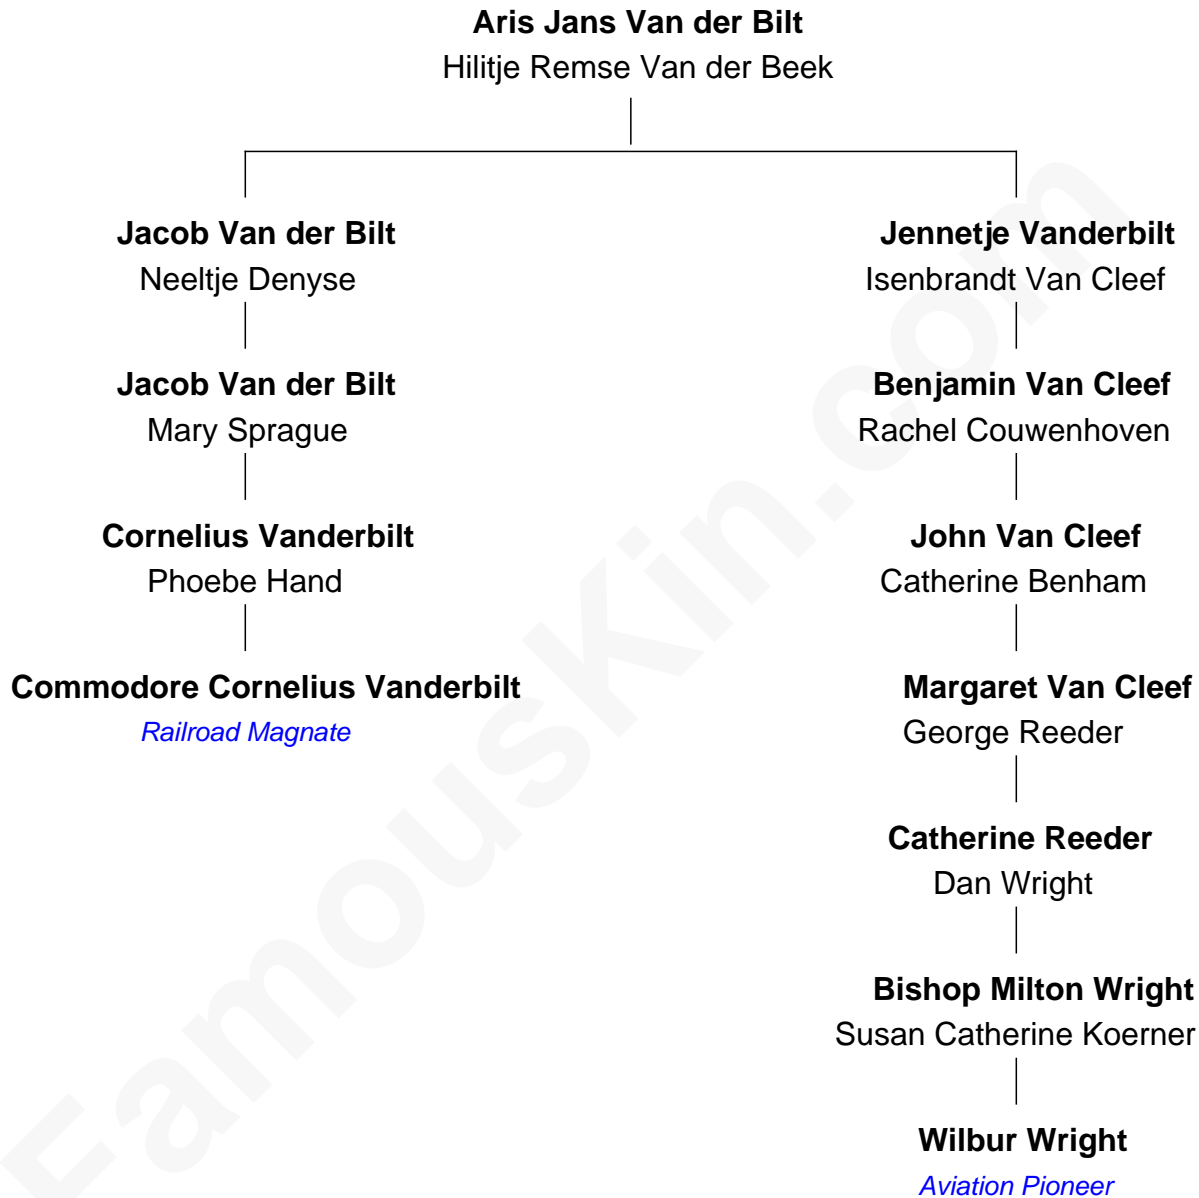 Aris Jans Van der Bilt
Hilitje Remse Van der Beek
Jacob Van der Bilt
Neeltje Denyse
Jennetje Vanderbilt
Isenbrandt Van Cleef
Jacob Van der Bilt
Mary Sprague
Benjamin Van Cleef
Rachel Couwenhoven
Cornelius Vanderbilt
Phoebe Hand
John Van Cleef
Catherine Benham
Commodore Cornelius Vanderbilt
Railroad Magnate
Margaret Van Cleef
George Reeder
Catherine Reeder
Dan Wright
Bishop Milton Wright
Susan Catherine Koerner
Wilbur Wright
Aviation Pioneer
FamousKin.com